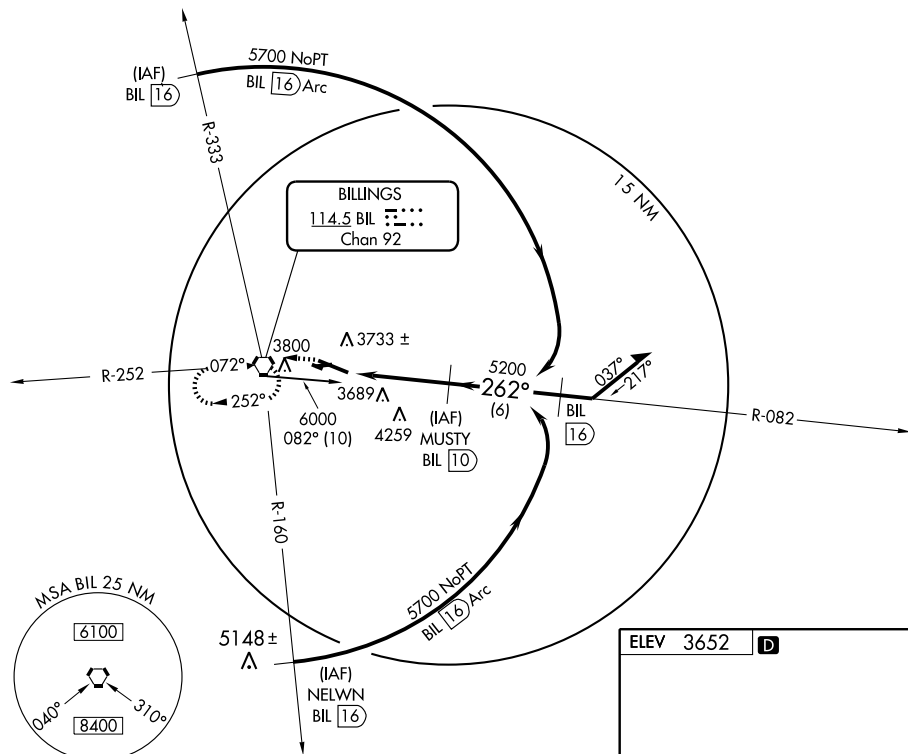 5700 NoPT
(IAF)
BIL 16
BIL 16 Arc
R-333
15 NM
BILLINGS
114.5 BIL
Chan 92
3800
3733 ±
072°
R-252
252°
3689
6000
082° (10)
4259
5200
262°
(6)
(IAF)
MUSTY
BIL 10
037°
217°
BIL
16
R-082
R-160
5700 NoPT
BIL 16 Arc
5148 ±
(IAF)
NELWN
BIL 16
MSA BIL 25 NM
6100
040°
310°
8400
ELEV 3652 D